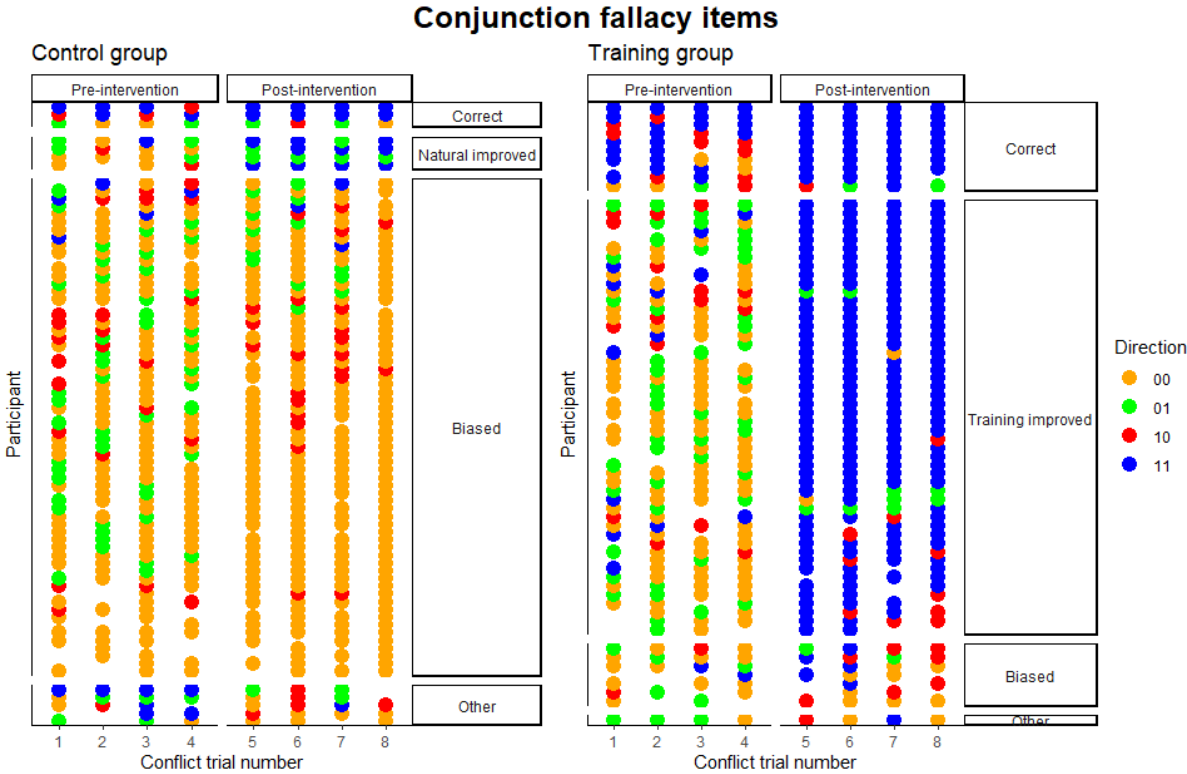 Conjunction fallacy items
Control group
Training group
Pre-intervention
Post-intervention
Pre-intervention
Post-intervention
Correct
Natural improved
Biased
Other
Correct
Training improved
Biased
Other
Participant
Participant
Direction
00
01
10
11
1 2 3 4 5 6 7 8
1 2 3 4 5 6 7 8
Conflict trial number
Conflict trial number